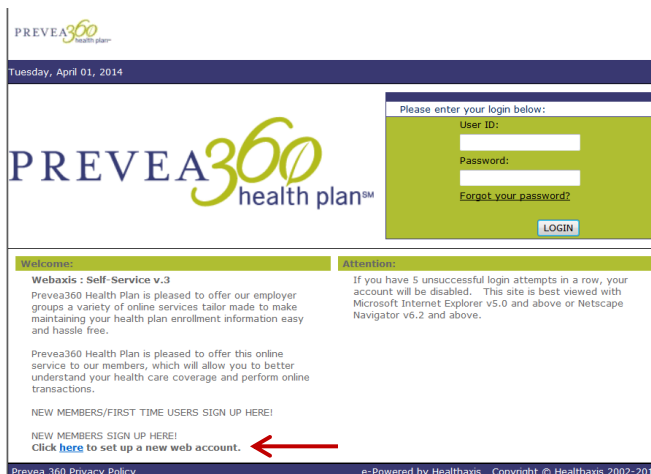 PREVEA360
health plan℠
Tuesday, April 01, 2014
Please enter your login below:
User ID:
Password:
Forgot your password?
LOGIN
PREVEA360
health plan℠
Welcome:
Webaxis : Self-Service v.3
Prevea360 Health Plan is pleased to offer our employer
groups a variety of online services tailor made to make
maintaining your health plan enrollment information easy
and hassle free.
Prevea360 Health Plan is pleased to offer this online
service to our members, which will allow you to better
understand your health care coverage and perform online
transactions.
NEW MEMBERS/FIRST TIME USERS SIGN UP HERE!
NEW MEMBERS SIGN UP HERE!
Click here to set up a new web account.
Attention:
If you have 5 unsuccessful login attempts in a row, your
account will be disabled. This site is best viewed with
Microsoft Internet Explorer v5.0 and above or Netscape
Navigator v6.2 and above.
Prevea 360 Privacy Policy
e-Powered by Healthaxis Copyright © Healthaxis 2002-201